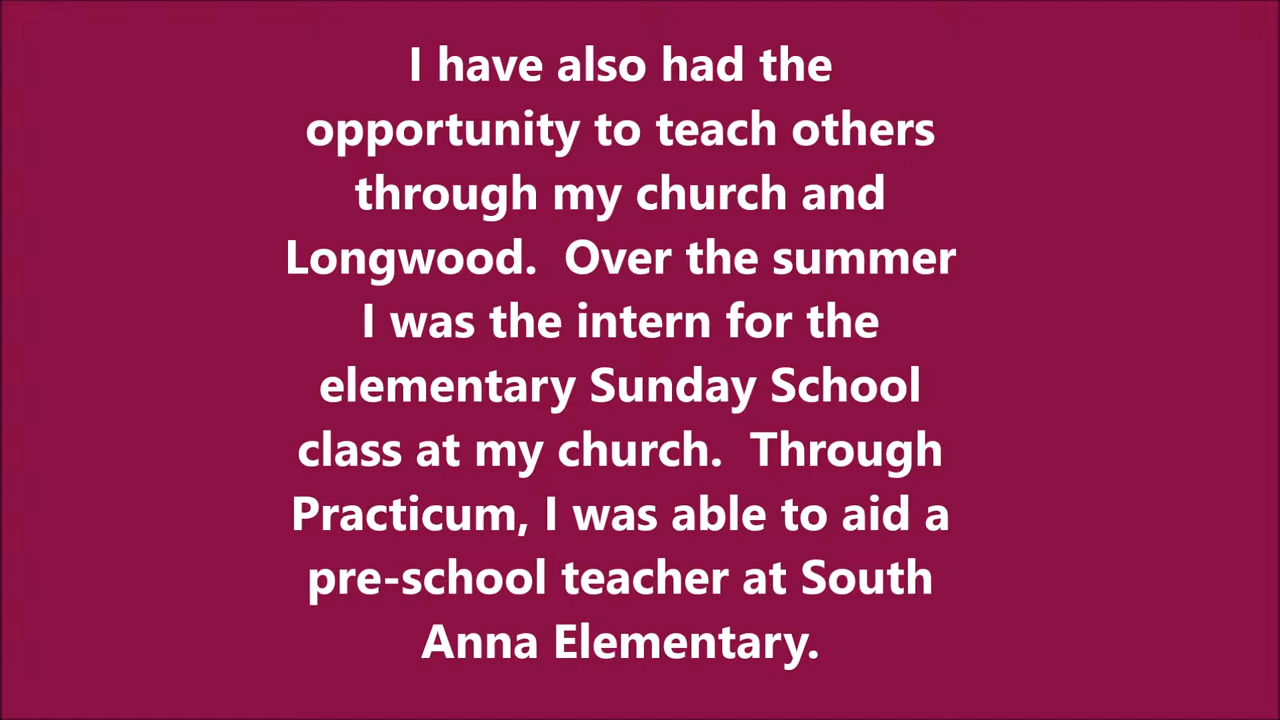 I have also had the
opportunity to teach others
through my church and
Longwood.  Over the summer
I was the intern for the
elementary Sunday School
class at my church.  Through
Practicum, I was able to aid a
pre-school teacher at South
Anna Elementary.